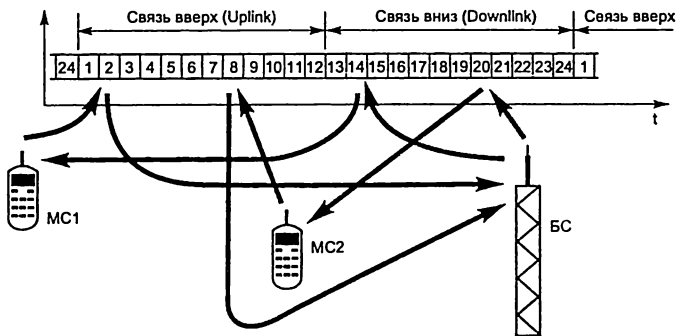 Связь вверх (Uplink) Связь вниз (Downlink) Связь вверх
24 1 2 3 4 5 6 7 8 9 10 11 12 13 14 15 16 17 18 19 20 21 22 23 24 1
t
МС1
МС2
БС